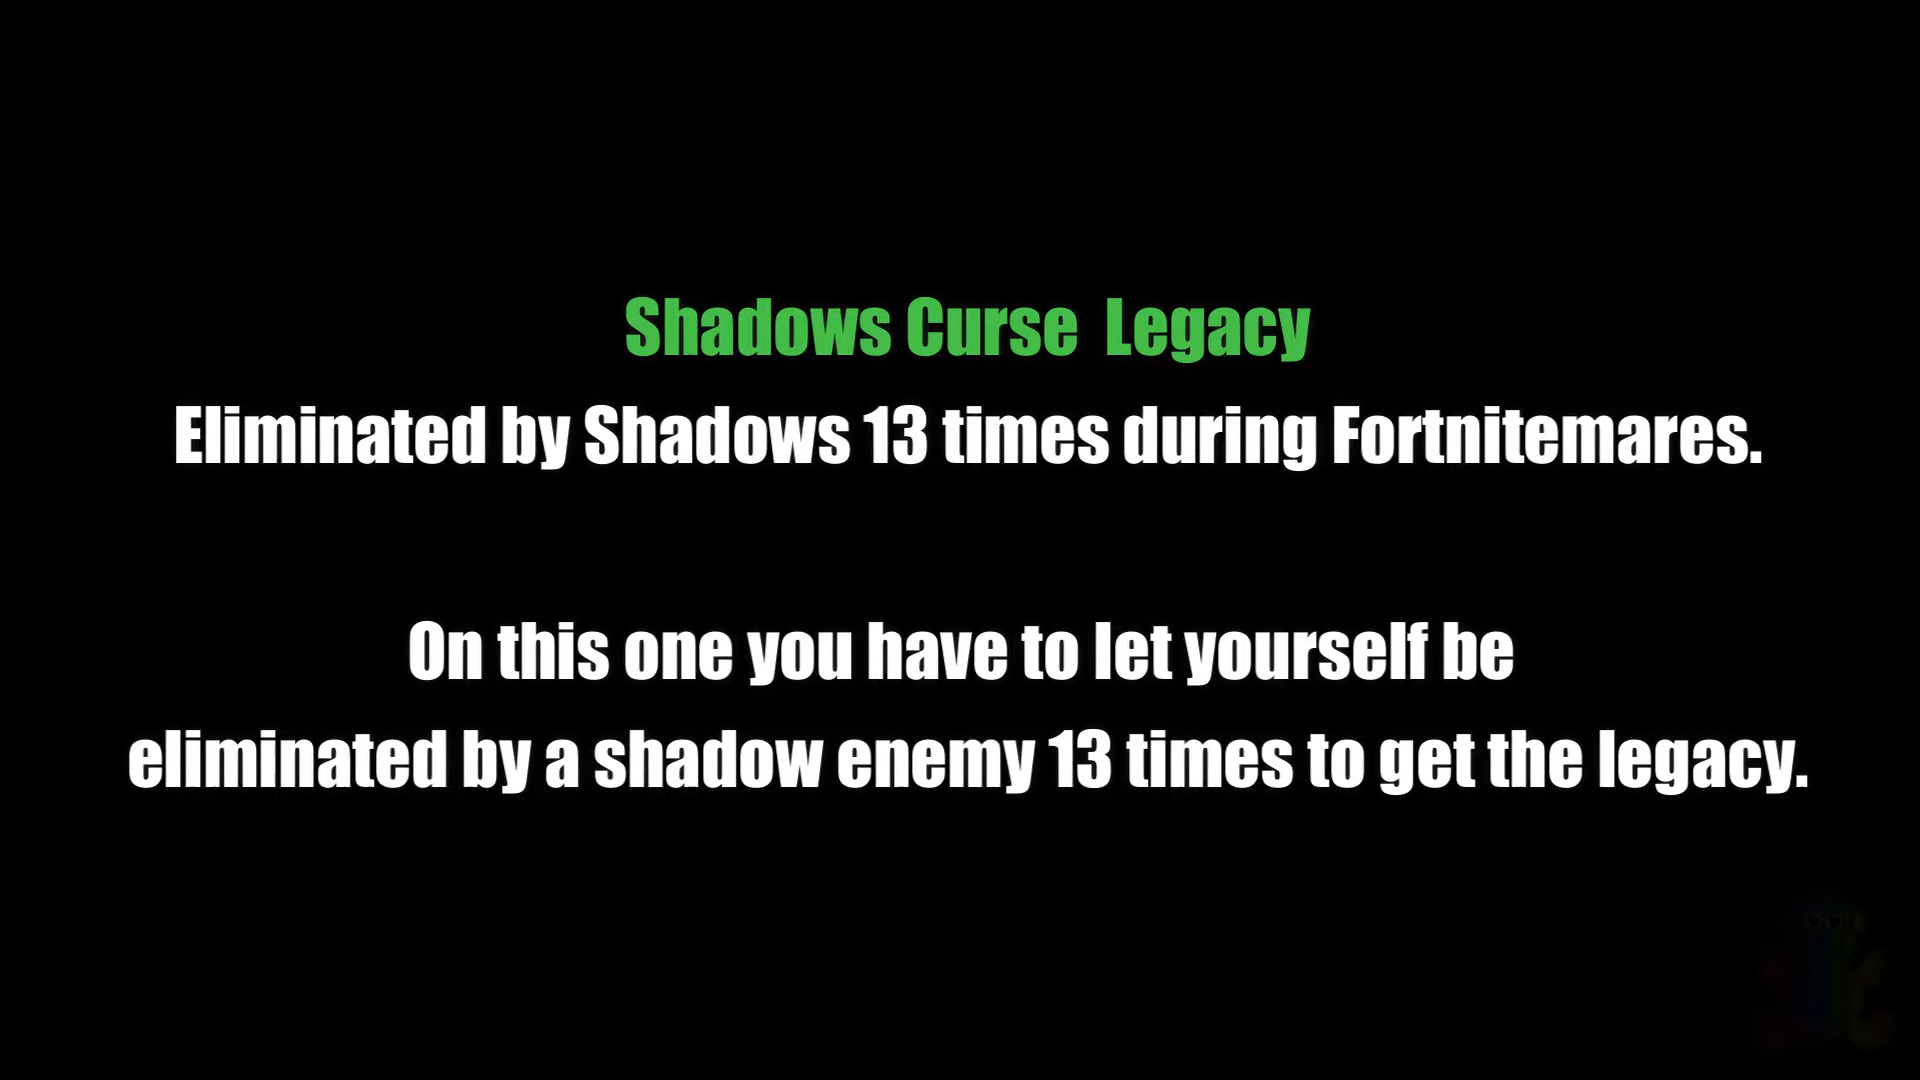 Shadows Curse  Legacy
Eliminated by Shadows 13 times during Fortnitemares.
On this one you have to let yourself be
eliminated by a shadow enemy 13 times to get the legacy.